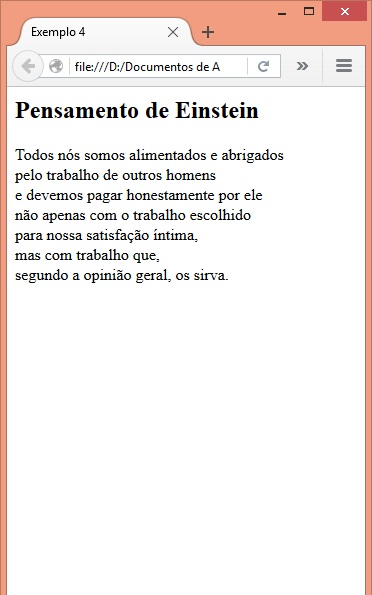 Exemplo 4
file:///D:/Documentos de A
Pensamento de Einstein
Todos nós somos alimentados e abrigados
pelo trabalho de outros homens
e devemos pagar honestamente por ele
não apenas com o trabalho escolhido
para nossa satisfação íntima,
mas com trabalho que,
segundo a opinião geral, os sirva.